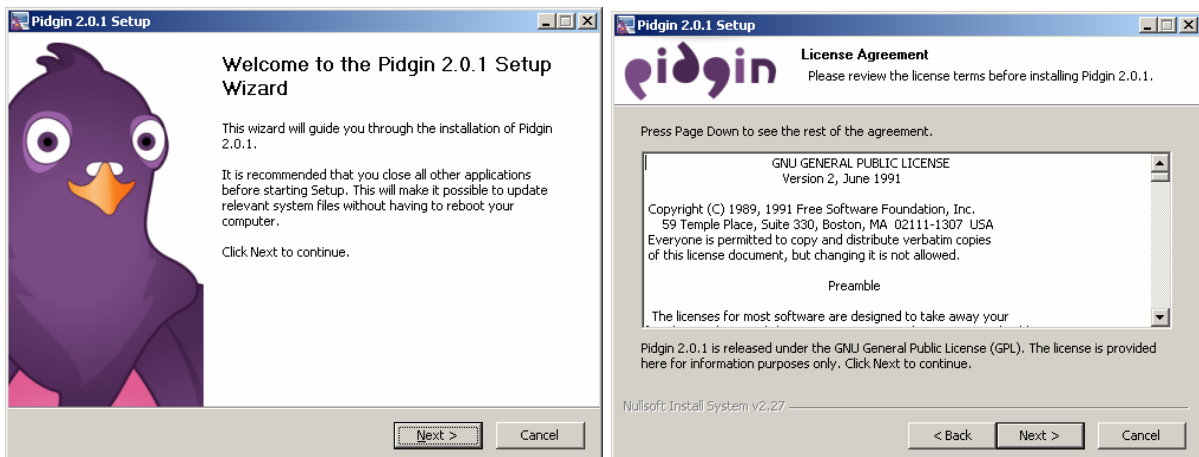 Pidgin 2.0.1 Setup
Welcome to the Pidgin 2.0.1 Setup
Wizard
This wizard will guide you through the installation of Pidgin
2.0.1.
It is recommended that you close all other applications
before starting Setup. This will make it possible to update
relevant system files without having to reboot your
computer.
Click Next to continue.
Next >
Cancel
Pidgin 2.0.1 Setup
pidgin
License Agreement
Please review the license terms before installing Pidgin 2.0.1.
Press Page Down to see the rest of the agreement.
GNU GENERAL PUBLIC LICENSE
Version 2, June 1991
Copyright (C) 1989, 1991 Free Software Foundation, Inc.
59 Temple Place, Suite 330, Boston, MA 02111-1307 USA
Everyone is permitted to copy and distribute verbatim copies
of this license document, but changing it is not allowed.
Preamble
The licenses for most software are designed to take away your
Pidgin 2.0.1 is released under the GNU General Public License (GPL). The license is provided
here for information purposes only. Click Next to continue.
Nullsoft Install System v2.27
< Back
Next >
Cancel